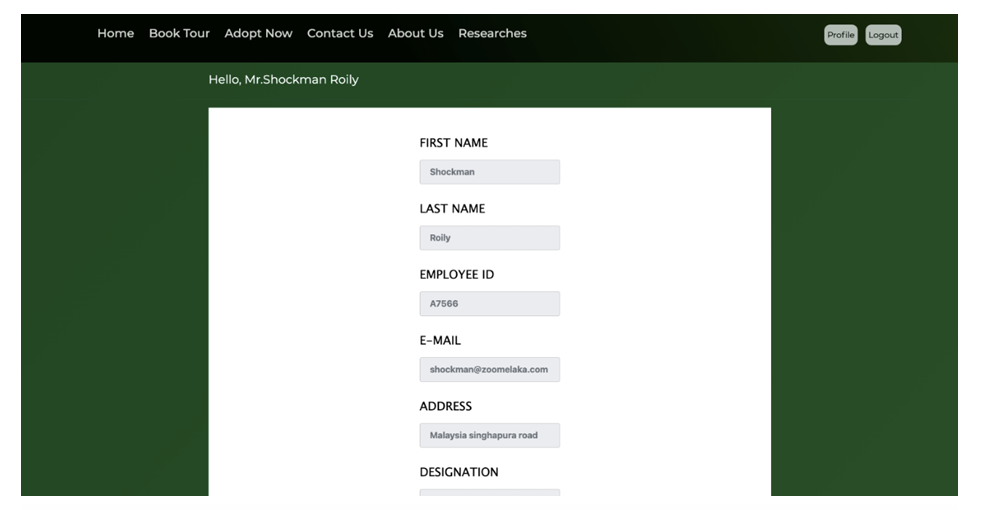 Home Book Tour Adopt Now Contact Us About Us Researches Profile Logout
Hello, Mr.Shockman Roily
FIRST NAME
Shockman
LAST NAME
Roily
EMPLOYEE ID
A7566
E-MAIL
shockman@zoomelaka.com
ADDRESS
Malaysia singhapura road
DESIGNATION